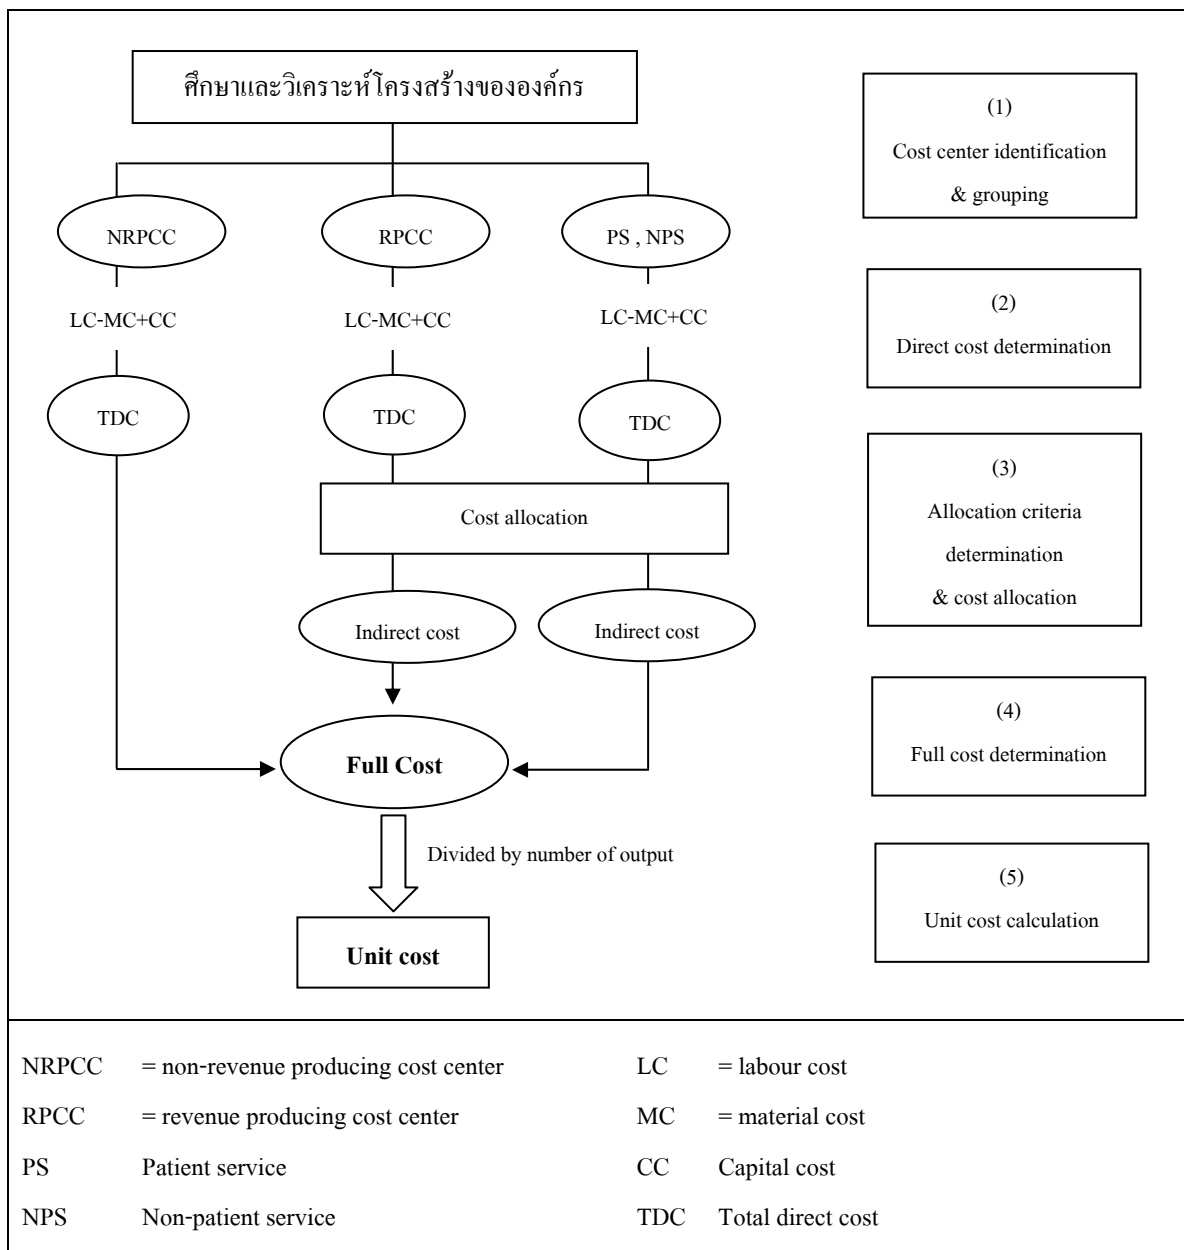 ศึกษาและวิเคราะห์โครงสร้างขององค์กร
NRPCC
RPCC
PS , NPS
LC-MC+CC
LC-MC+CC
LC-MC+CC
TDC
TDC
TDC
Cost allocation
Indirect cost
Indirect cost
Full Cost
Divided by number of output
Unit cost
(1)
Cost center identification
& grouping
(2)
Direct cost determination
(3)
Allocation criteria
determination
& cost allocation
(4)
Full cost determination
(5)
Unit cost calculation
NRPCC = non-revenue producing cost center
LC = labour cost
RPCC = revenue producing cost center
MC = material cost
PS Patient service
CC Capital cost
NPS Non-patient service
TDC Total direct cost